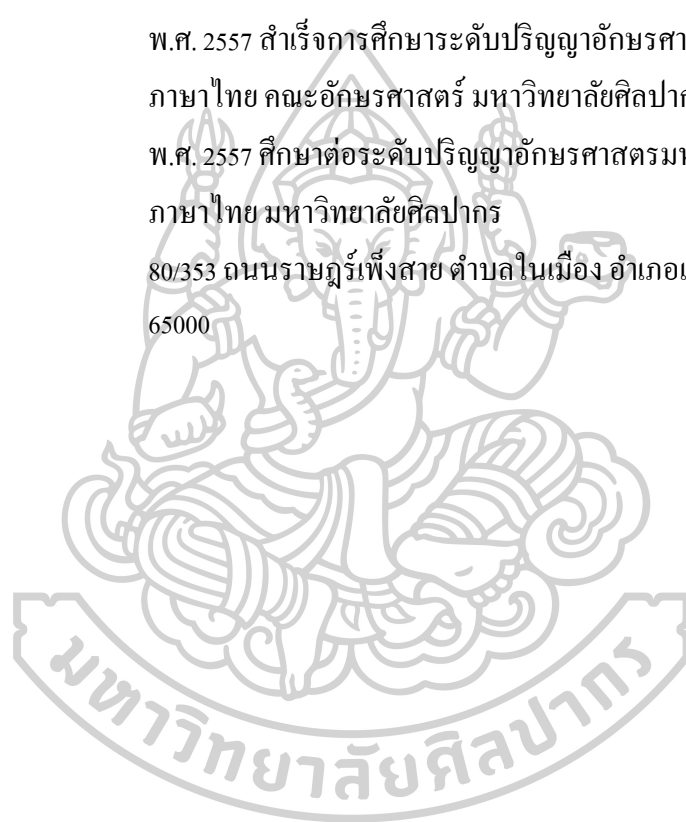 พ.ศ. 2557 สำเร็จการศึกษาระดับปริญญาอักษรศา
ภาษาไทย คณะอักษรศาสตร์ มหาวิทยาลัยศิลปา
พ.ศ. 2557 ศึกษาต่อระดับปริญญาอักษรศาสตรม
ภาษาไทย มหาวิทยาลัยศิลปากร
80/353 ถนนราษฎร์เพ็งสาย ตำบลในเมือง อำเภอ
65000
มหาวิทยาลัยศิลปากร